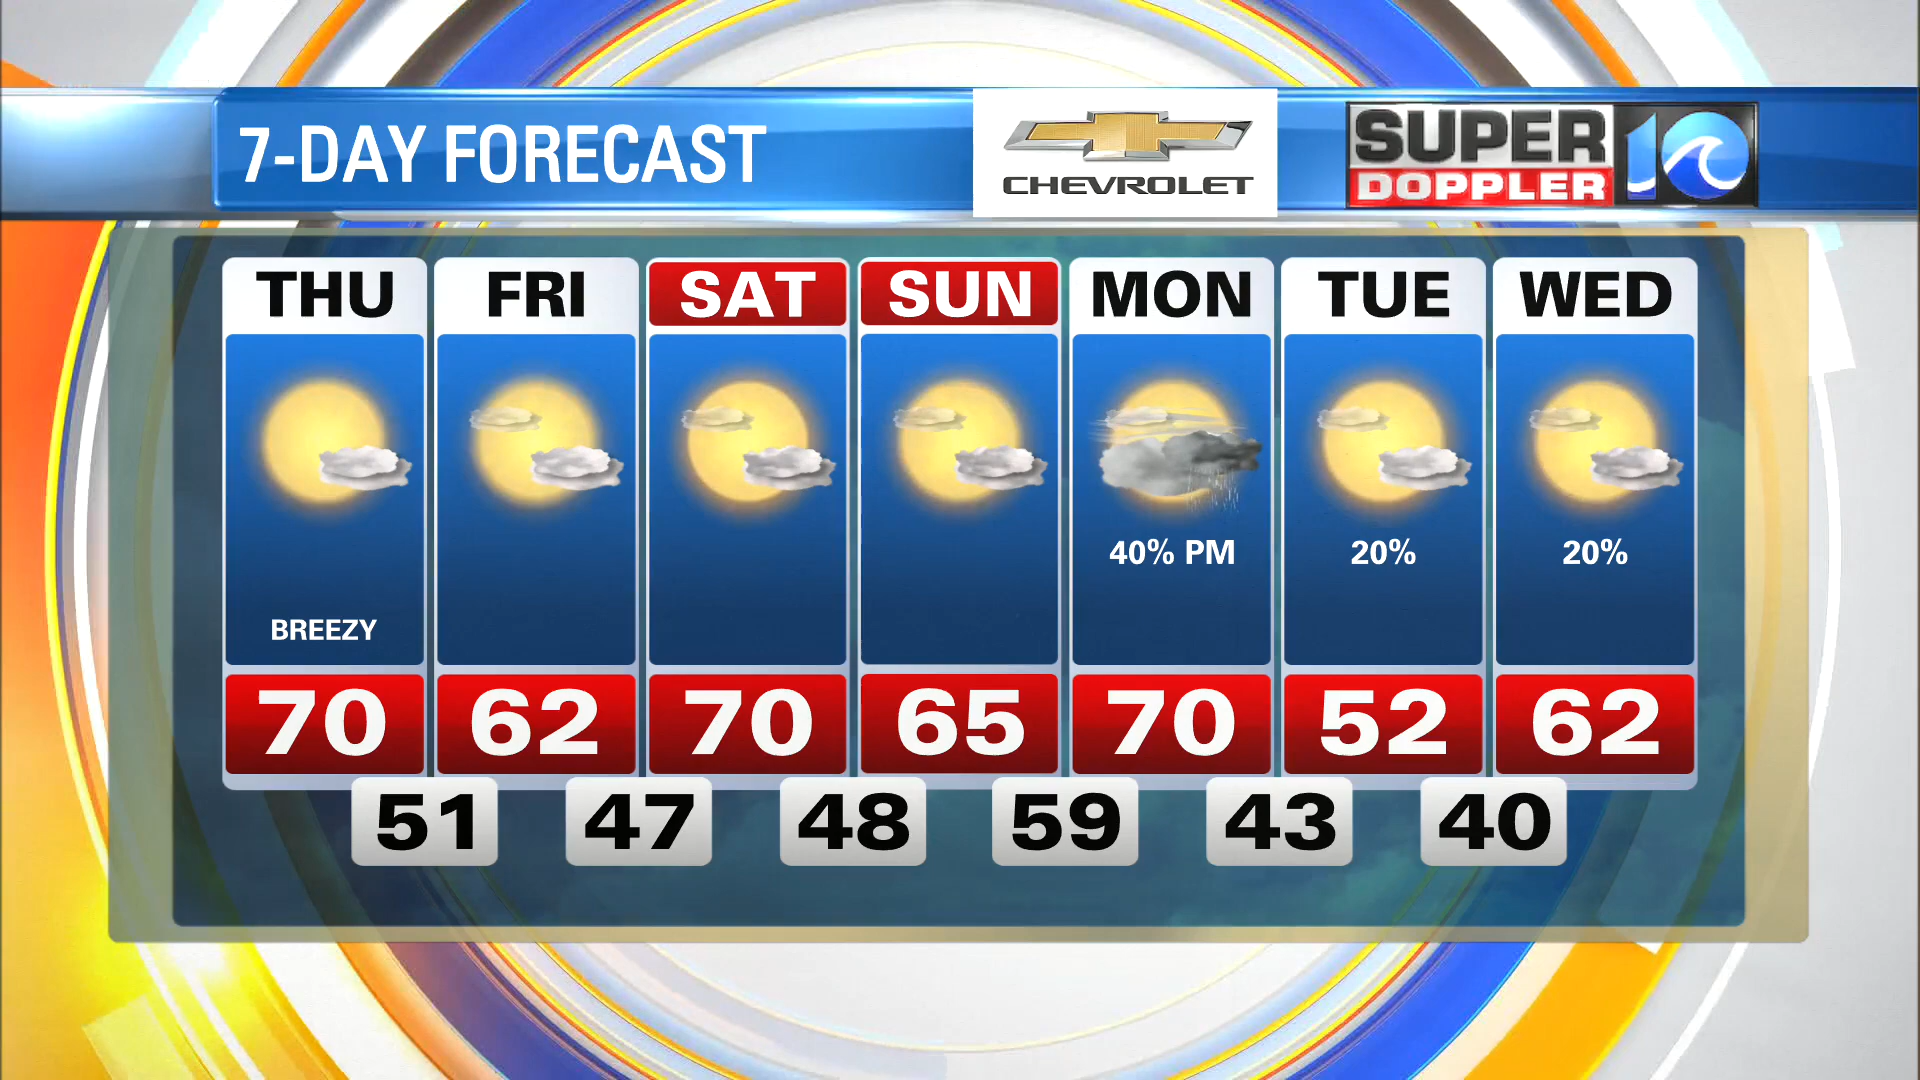 7-DAY FORECAST
CHEVROLET
SUPER
DOPPLER 10
THU FRI SAT SUN MON TUE WED
40% PM 20% 20%
BREEZY
70 62 70 65 70 52 62
51 47 48 59 43 40